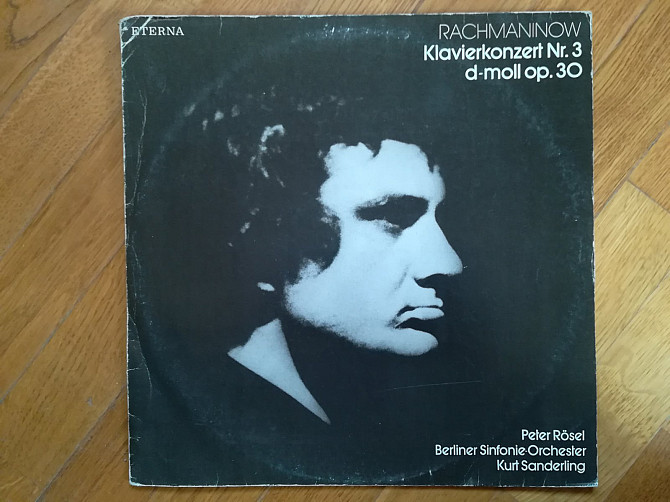 ETERNA
RACHMANINOW
Klavierkonzert Nr. 3
d-moll op. 30
Peter Rösel
Berliner Sinfonie-Orchester
Kurt Sanderling